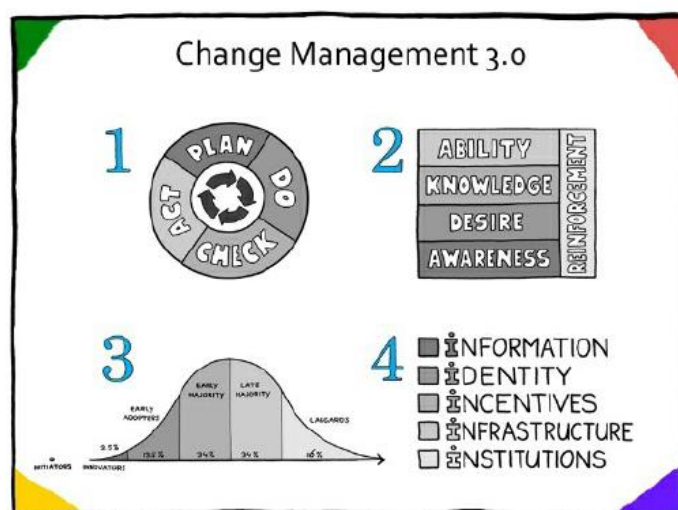 Change Management 3.0
1
PLAN
DO
CHECK
ACT
2
ABILITY
KNOWLEDGE
DESIRE
AWARENESS
REINFORCEMENT
3
EARLY
MAJORITY
LATE
MAJORITY
EARLY
ADOPTERS
LAGGARDS
2.5%
13.5%
34%
34%
16%
INITIATORS
INNOVATORS
4
iNFORMATION
iDENTITY
iNCENTIVES
iNFRASTRUCTURE
iNSTITUTIONS